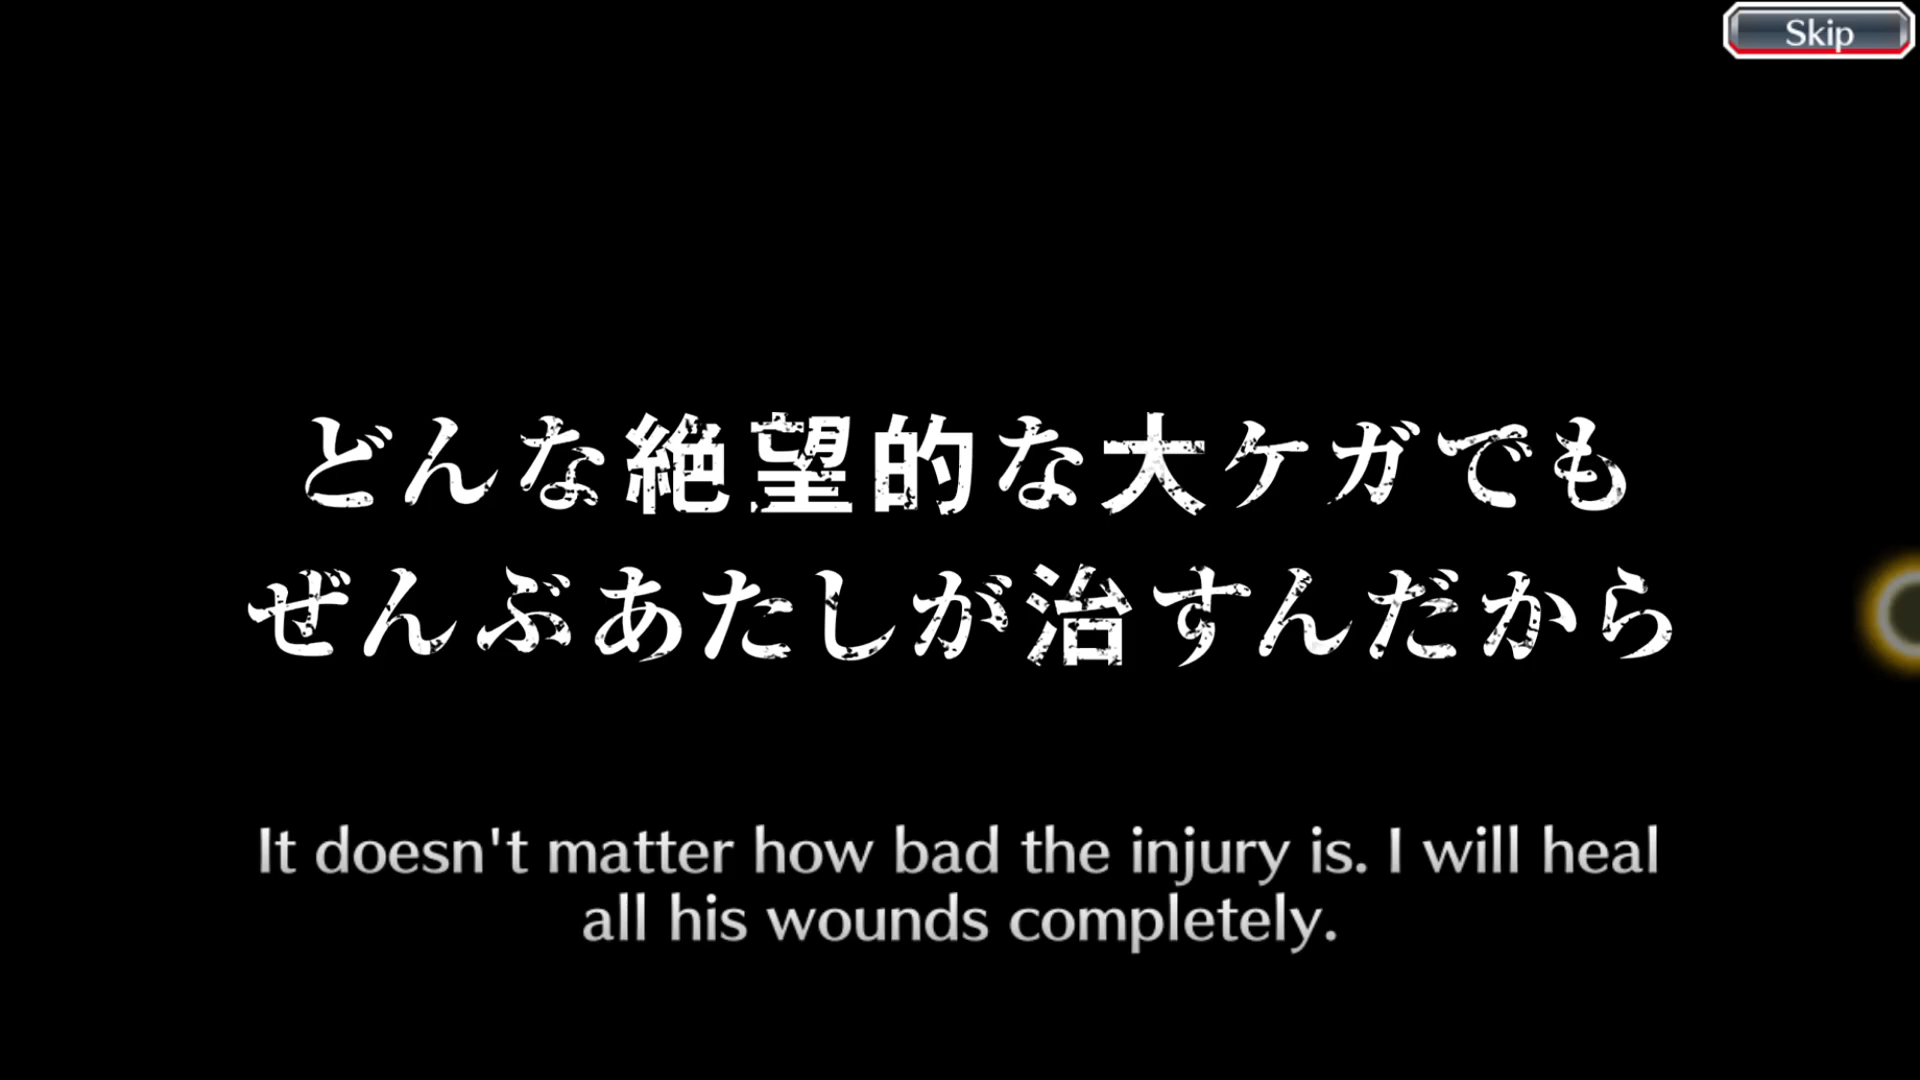 Skip
どんな絶望的な大ケガでも
ぜんぶあたしが治すんだから
It doesn't matter how bad the injury is. I will heal
all his wounds completely.